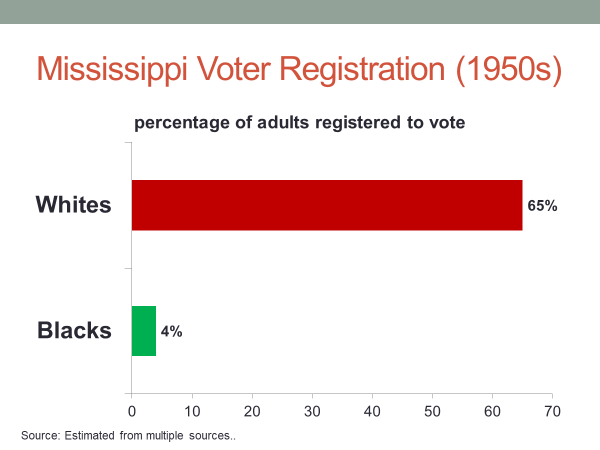 Mississippi Voter Registration (1950s)
percentage of adults registered to vote
Whites
65%
Blacks
4%
0 10 20 30 40 50 60 70
Source: Estimated from multiple sources..